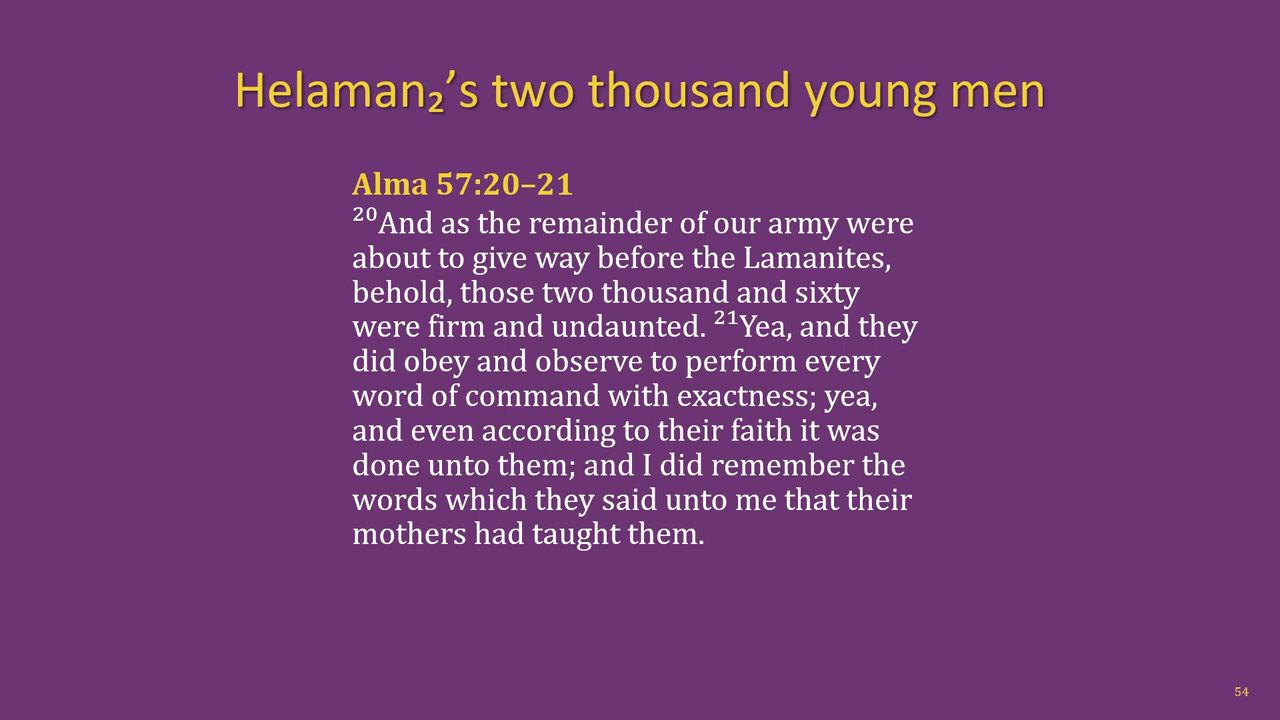 Helaman₂’s two thousand young men
Alma 57:20–21
²⁰And as the remainder of our army were
about to give way before the Lamanites,
behold, those two thousand and sixty
were firm and undaunted. ²¹Yea, and they
did obey and observe to perform every
word of command with exactness; yea,
and even according to their faith it was
done unto them; and I did remember the
words which they said unto me that their
mothers had taught them.
54